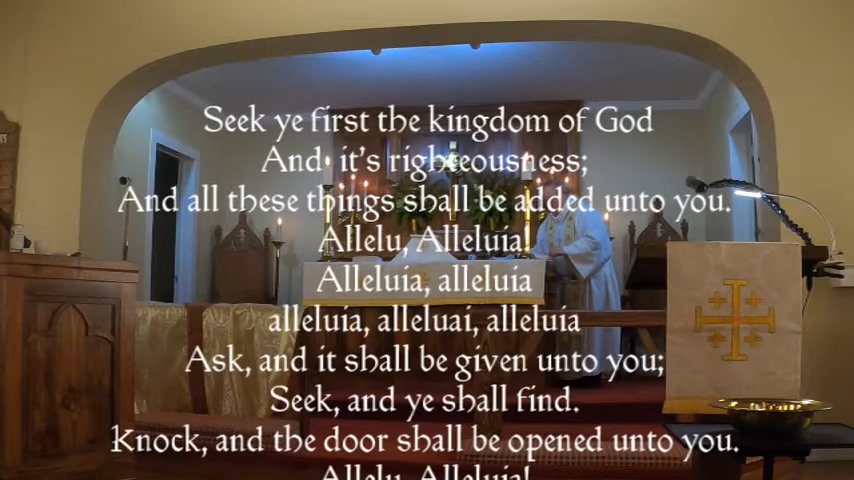 Seek ye first the kingdom of God
And it's righteousness;
And all these things shall be added unto you.
Allelu, Alleluia!
Alleluia, alleluia
alleluia, alleluai, alleluia
Ask, and it shall be given unto you;
Seek, and ye shall find.
Knock, and the door shall be opened unto you.
Allelu, Alleluia!